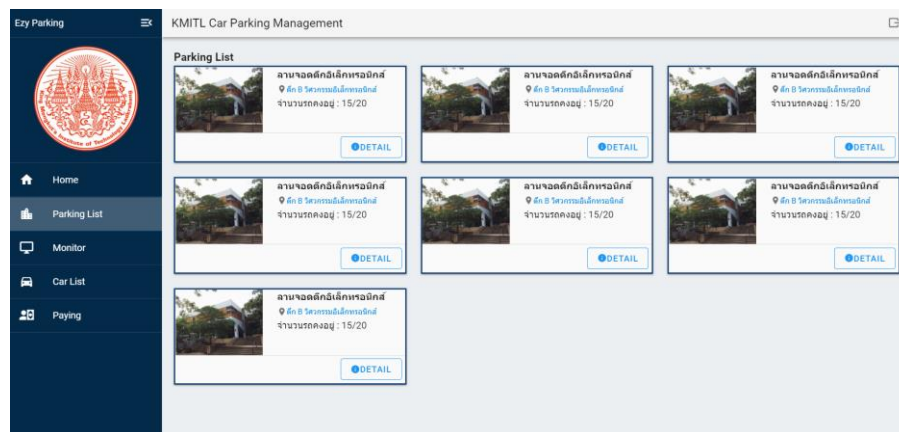 Ezy Parking
KMITL Car Parking Management
Home
Parking List
Monitor
Car List
Paying
Parking List
ลานจอดตึกอิเล็กทรอนิกส์
ตึก B วิศวกรรมอิเล็กทรอนิกส์
จำนวนรถคงอยู่ : 15/20
DETAIL
ลานจอดตึกอิเล็กทรอนิกส์
ตึก B วิศวกรรมอิเล็กทรอนิกส์
จำนวนรถคงอยู่ : 15/20
DETAIL
ลานจอดตึกอิเล็กทรอนิกส์
ตึก B วิศวกรรมอิเล็กทรอนิกส์
จำนวนรถคงอยู่ : 15/20
DETAIL
ลานจอดตึกอิเล็กทรอนิกส์
ตึก B วิศวกรรมอิเล็กทรอนิกส์
จำนวนรถคงอยู่ : 15/20
DETAIL
ลานจอดตึกอิเล็กทรอนิกส์
ตึก B วิศวกรรมอิเล็กทรอนิกส์
จำนวนรถคงอยู่ : 15/20
DETAIL
ลานจอดตึกอิเล็กทรอนิกส์
ตึก B วิศวกรรมอิเล็กทรอนิกส์
จำนวนรถคงอยู่ : 15/20
DETAIL
ลานจอดตึกอิเล็กทรอนิกส์
ตึก B วิศวกรรมอิเล็กทรอนิกส์
จำนวนรถคงอยู่ : 15/20
DETAIL